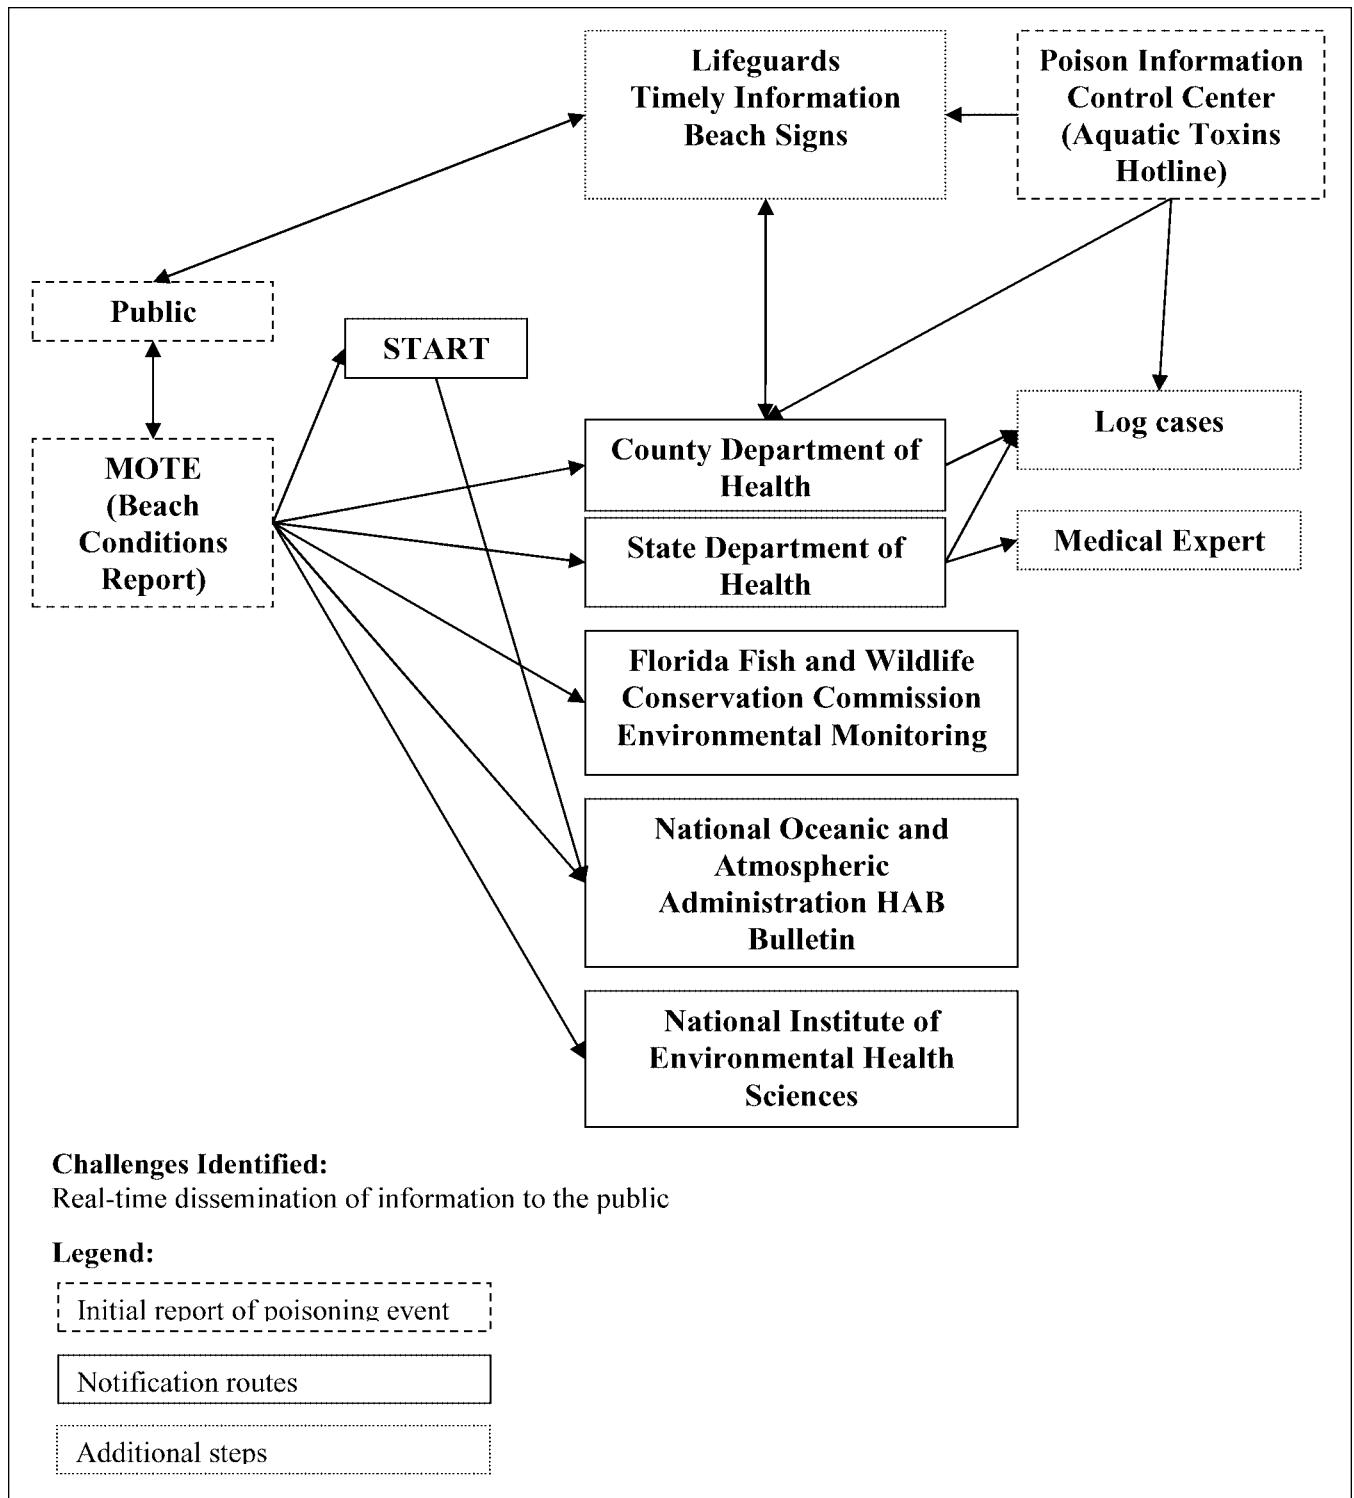 Lifeguards
Timely Information
Beach Signs
Poison Information
Control Center
(Aquatic Toxins
Hotline)
Public
START
MOTE
(Beach
Conditions
Report)
County Department of
Health
Log cases
State Department of
Health
Medical Expert
Florida Fish and Wildlife
Conservation Commission
Environmental Monitoring
National Oceanic and
Atmospheric
Administration HAB
Bulletin
National Institute of
Environmental Health
Sciences
Challenges Identified:
Real-time dissemination of information to the public
Legend:
Initial report of poisoning event
Notification routes
Additional steps